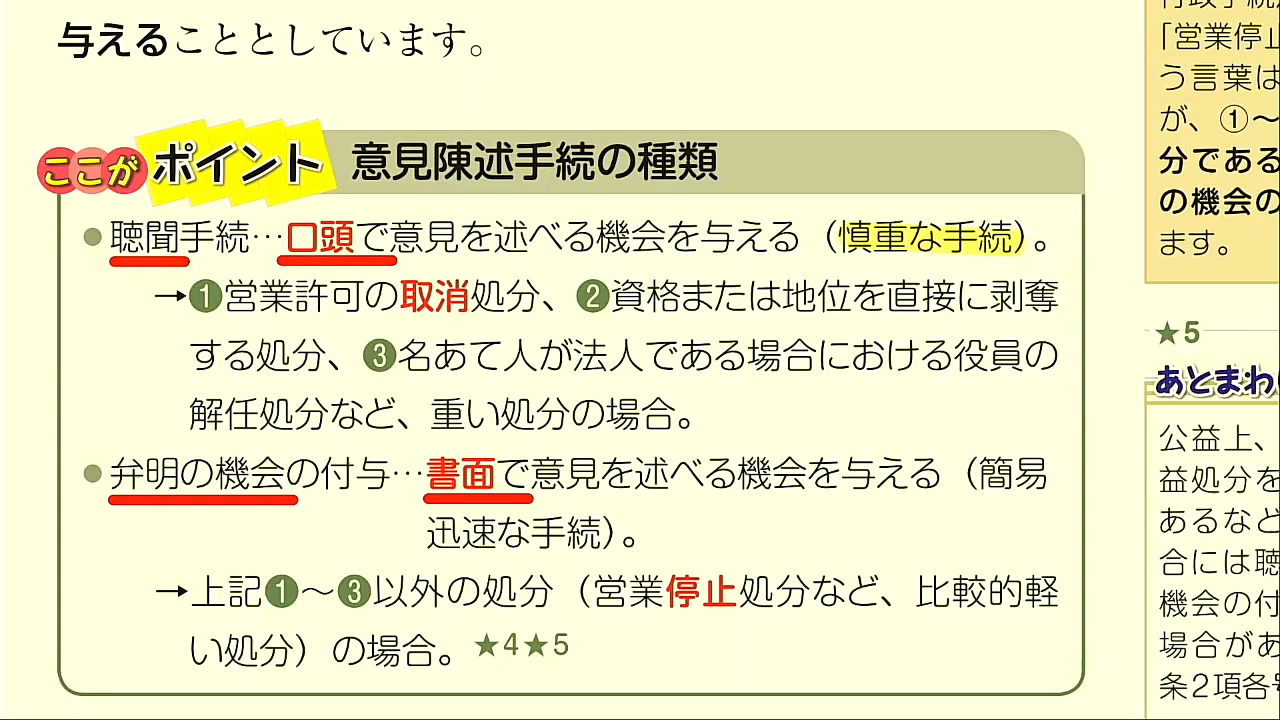 与えることとしています。
ここがポイント 意見陳述手続の種類
●聴聞手続…口頭で意見を述べる機会を与える（慎重な手続）。
→❶営業許可の取消処分、❷資格または地位を直接に剥奪
する処分、❸名あて人が法人である場合における役員の
解任処分など、重い処分の場合。
●弁明の機会の付与…書面で意見を述べる機会を与える（簡易
迅速な手続）。
→上記❶～❸以外の処分（営業停止処分など、比較的軽
い処分）の場合。★4★5
「営業停止
う言葉は
が、①～
分である
の機会の
ます。
★5
あとまわ
公益上、
益処分を
あるなど
合には聴
機会の付
場合があ
条2項各号